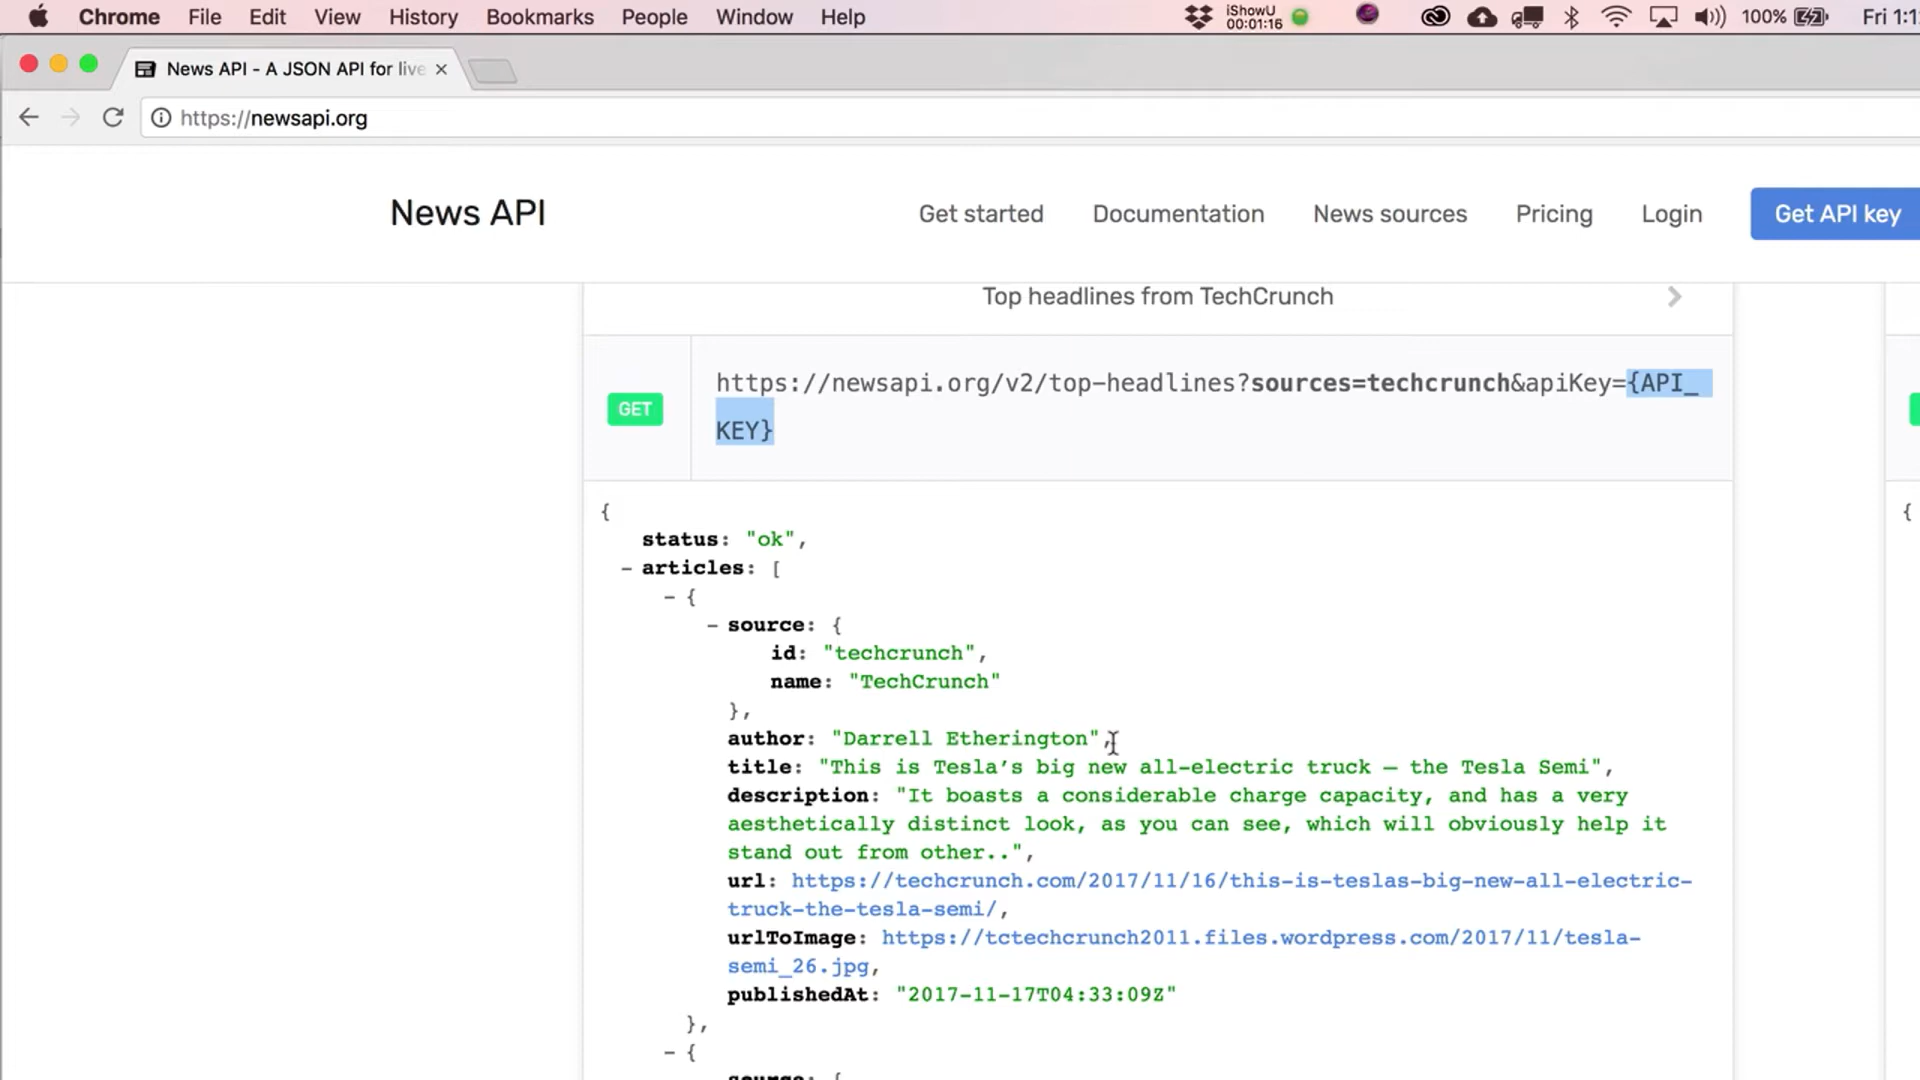 Chrome File Edit View History Bookmarks People Window Help iShowU 00:01:16 100% Fri 1:1
News API - A JSON API for live
https://newsapi.org
News API Get started Documentation News sources Pricing Login Get API key
Top headlines from TechCrunch
GET https://newsapi.org/v2/top-headlines?sources=techcrunch&apiKey={API_
KEY}
{ {
status: "ok",
− articles: [
− {
− source: {
id: "techcrunch",
name: "TechCrunch"
},
author: "Darrell Etherington",
title: "This is Tesla’s big new all-electric truck – the Tesla Semi",
description: "It boasts a considerable charge capacity, and has a very
aesthetically distinct look, as you can see, which will obviously help it
stand out from other..",
url: https://techcrunch.com/2017/11/16/this-is-teslas-big-new-all-electric-
truck-the-tesla-semi/,
urlToImage: https://tctechcrunch2011.files.wordpress.com/2017/11/tesla-
semi_26.jpg,
publishedAt: "2017-11-17T04:33:09Z"
},
− {
source: {